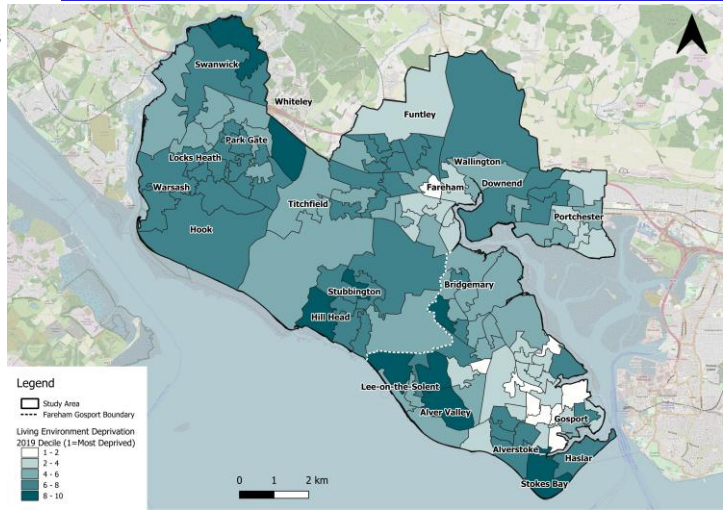 Swanwick
Whiteley
Funtley
Park Gate
Locks Heath
Wallington
Fareham
Downend
Warsash
Titchfield
Portchester
Hook
Stubbington
Bridgemary
Hill Head
Lee-on-the-Solent
Alver Valley
Gosport
Alverstoke
Haslar
Stokes Bay
Legend
Study Area
Fareham Gosport Boundary
Living Environment Deprivation
2019 Decile (1=Most Deprived)
1 - 2
2 - 4
4 - 6
6 - 8
8 - 10
0 1 2 km